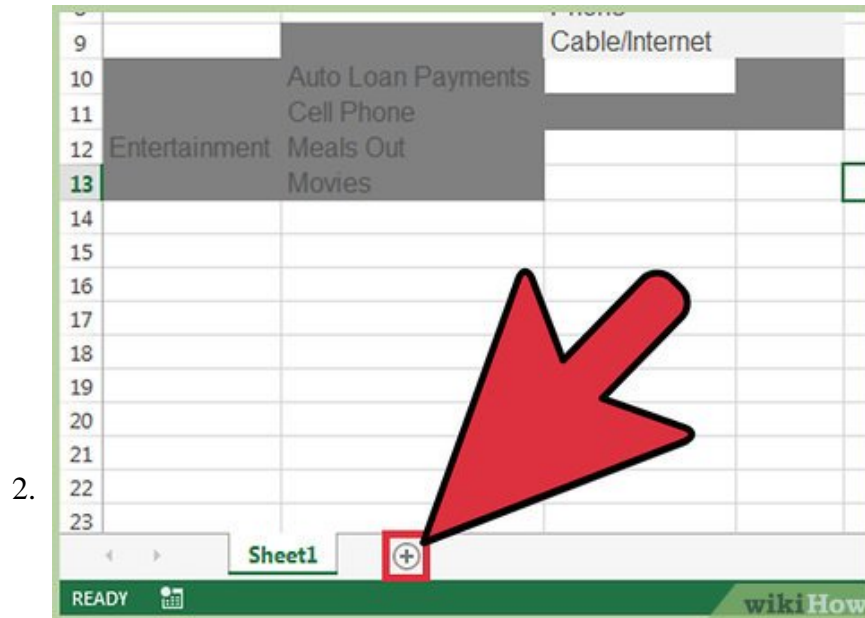 9 Cable/Internet
10 Auto Loan Payments
11 Cell Phone
12 Entertainment Meals Out
13 Movies
14
15
16
17
18
19
20
21
2. 22
23
Sheet1
READY
wikiHow